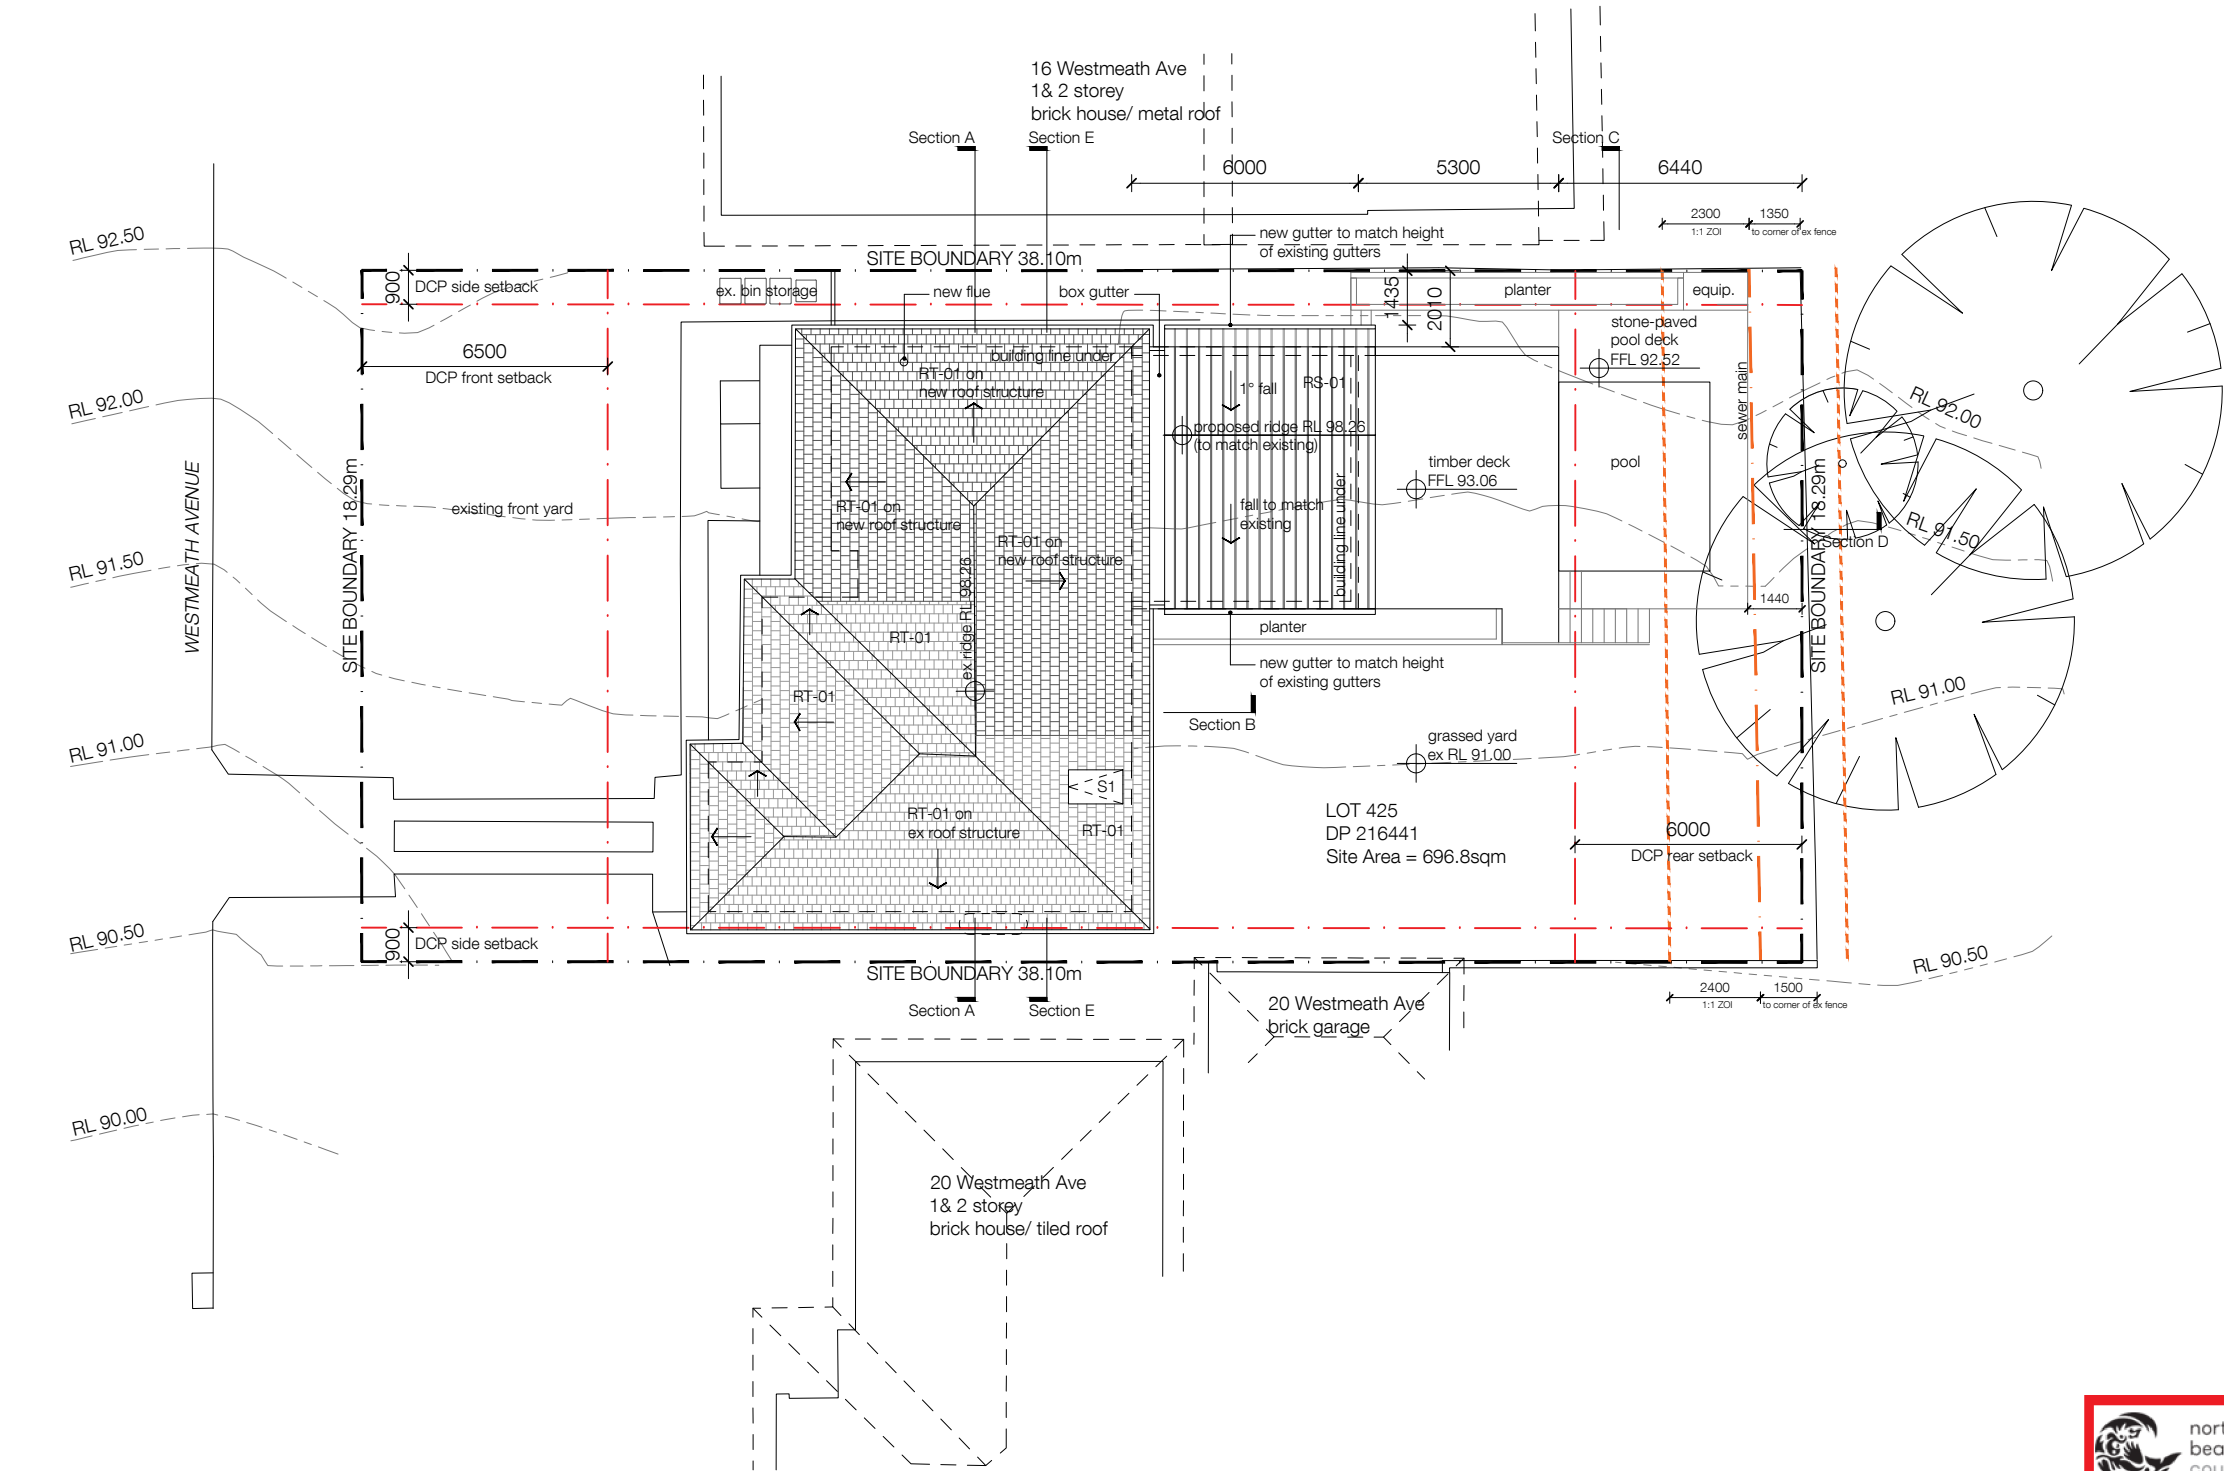 16 Westmeath Ave
1& 2 storey
brick house/ metal roof
Section A
Section E
Section C
6000
5300
6440
2300
1:1 ZOI
1350
to corner of ex fence
RL 92.50
new gutter to match height
of existing gutters
SITE BOUNDARY 38.10m
900
DCP side setback
ex. bin storage
new flue
box gutter
1435
2010
planter
equip.
stone-paved
pool deck
FFL 92.52
6500
DCP front setback
building line under
RT-01 on
new roof structure
1° fall
RS-01
sewer main
RL 92.00
RL 92.00
proposed ridge RL 98.26
(to match existing)
timber deck
FFL 93.06
pool
WESTMEATH AVENUE
SITE BOUNDARY 18.29m
existing front yard
RT-01 on
new roof structure
fall to match
existing
building line under
RT-01 on
new roof structure
SITE BOUNDARY 18.29m
RL 91.50
Section D
RL 91.50
ex ridge RL 98.26
1440
RT-01
planter
new gutter to match height
of existing gutters
RT-01
RL 91.00
Section B
RL 91.00
grassed yard
ex RL 91.00
S1
RT-01 on
ex roof structure
RT-01
LOT 425
DP 216441
Site Area = 696.8sqm
6000
DCP rear setback
RL 90.50
900
DCP side setback
SITE BOUNDARY 38.10m
RL 90.50
Section A
Section E
20 Westmeath Ave
brick garage
2400
1:1 ZOI
1500
to corner of ex fence
RL 90.00
20 Westmeath Ave
1& 2 storey
brick house/ tiled roof